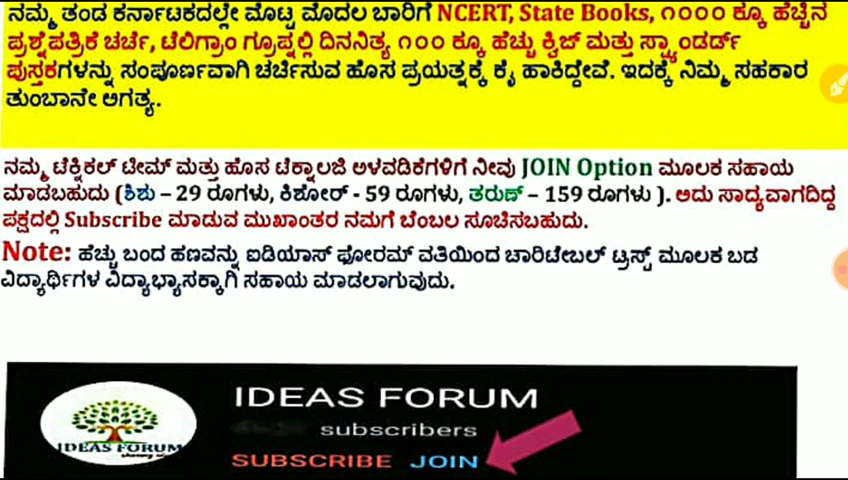 ನಮ್ಮ ತಂಡ ಕರ್ನಾಟಕದಲ್ಲೇ ಮೊಟ್ಟ ಮೊದಲ ಬಾರಿಗೆ NCERT, State Books, ೧೦೦೦ ಕ್ಕೂ ಹೆಚ್ಚಿನ
ಪ್ರಶ್ನಪತ್ರಿಕೆ ಚರ್ಚೆ, ಟೆಲಿಗ್ರಾಂ ಗ್ರೂಪ್ನಲ್ಲಿ ದಿನನಿತ್ಯ ೧೦೦ ಕ್ಕೂ ಹೆಚ್ಚು ಕ್ವಿಜ್ ಮತ್ತು ಸ್ಟ್ಯಾಂಡರ್ಡ್
ಪುಸ್ತಕಗಳನ್ನು ಸಂಪೂರ್ಣವಾಗಿ ಚರ್ಚಿಸುವ ಹೊಸ ಪ್ರಯತ್ನಕ್ಕೆ ಕೈ ಹಾಕಿದ್ದೇವೆ. ಇದಕ್ಕೆ ನಿಮ್ಮ ಸಹಕಾರ
ತುಂಬಾನೇ ಅಗತ್ಯ.
ನಮ್ಮ ಟೆಕ್ನಿಕಲ್ ಟೀಮ್ ಮತ್ತು ಹೊಸ ಟೆಕ್ನಾಲಜಿ ಅಳವಡಿಕೆಗಳಿಗೆ ನೀವು JOIN Option ಮೂಲಕ ಸಹಾಯ
ಮಾಡಬಹುದು (ಶಿಶು – 29 ರೂಗಳು, ಕಿಶೋರ್ - 59 ರೂಗಳು, ತರುಣ್ – 159 ರೂಗಳು ). ಅದು ಸಾದ್ಯವಾಗದಿದ್ದ
ಪಕ್ಷದಲ್ಲಿ Subscribe ಮಾಡುವ ಮುಖಾಂತರ ನಮಗೆ ಬೆಂಬಲ ಸೂಚಿಸಬಹುದು.
Note: ಹೆಚ್ಚು ಬಂದ ಹಣವನ್ನು ಐಡಿಯಾಸ್ ಫೋರಮ್ ವತಿಯಿಂದ ಚಾರಿಟೇಬಲ್ ಟ್ರಸ್ಟ್ ಮೂಲಕ ಬಡ
ವಿದ್ಯಾರ್ಥಿಗಳ ವಿದ್ಯಾಭ್ಯಾಸಕ್ಕಾಗಿ ಸಹಾಯ ಮಾಡಲಾಗುವುದು.
IDEAS FORUM
subscribers
SUBSCRIBE JOIN
IDEAS FORUM